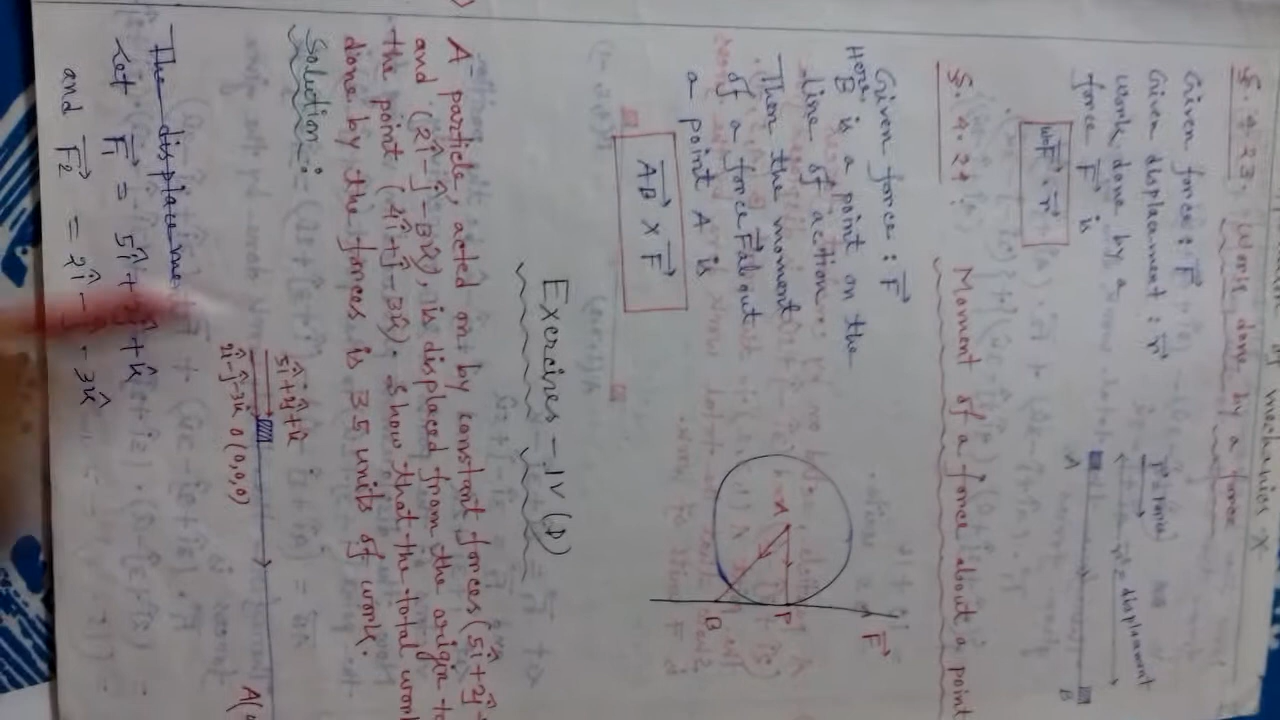 of mechanics X
§. 4.23. Work done by a force
Given force : F→
Given displacement : r→
work done by a
force F→ is
F→ · r→
r→ = displacement
A
B
§. 4.24 Moment of a force about a point
Given force : F→
Here, B is a point on the
line of action
Then the moment
of a force F→ about
a point A is
AB→ × F→
A
P
B
F→
Exercises - IV (D)
A particle, acted on by constant forces (5î + 2ĵ +
and (2î - ĵ - 3k̂), is displaced from the origin to
the point (4î + ĵ - 3k̂). Show that the total work
done by the forces is 35 units of work.
Solution :-
5î + 2ĵ + k̂
2î - ĵ - 3k̂
O (0,0,0)
A(
The displacement
Let F₁→ = 5î + 2ĵ + k̂
and F₂→ = 2î - ĵ - 3k̂